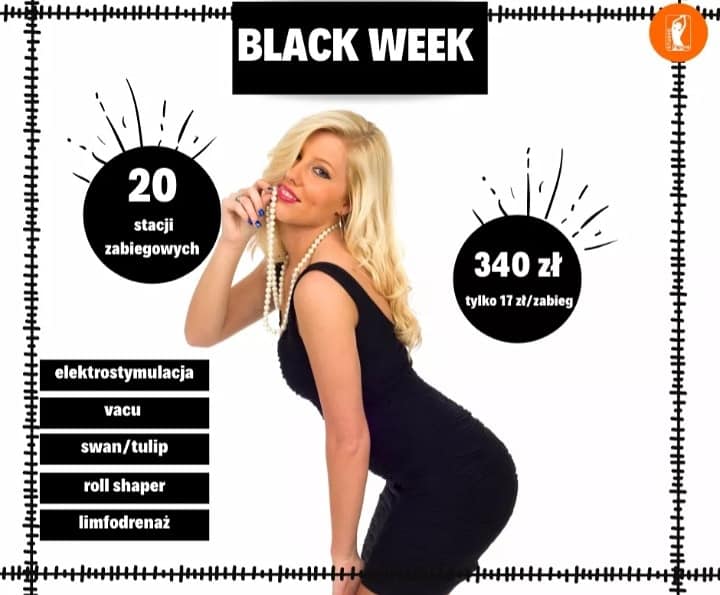 BLACK WEEK
20
stacji
zabiegowych
340 zł
tylko 17 zł/zabieg
elektrostymulacja
vacu
swan/tulip
roll shaper
limfodrenaż